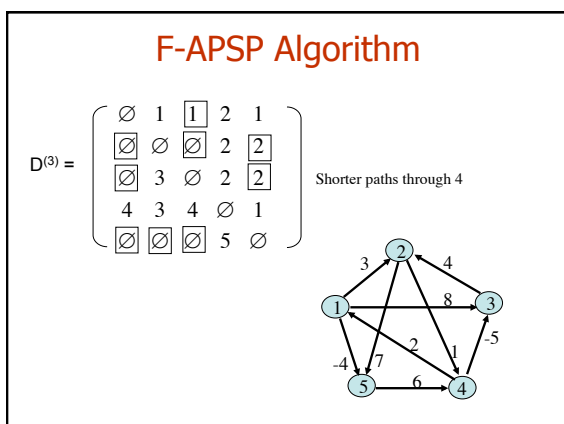 F-APSP Algorithm
∅ 1 1 2 1
∅ ∅ ∅ 2 2
D(3) =
∅ 3 ∅ 2 2
Shorter paths through 4
4 3 4 ∅ 1
∅ ∅ ∅ 5 ∅
2
3 4
1 8 3
2 1 -5
-4 7
5 6 4